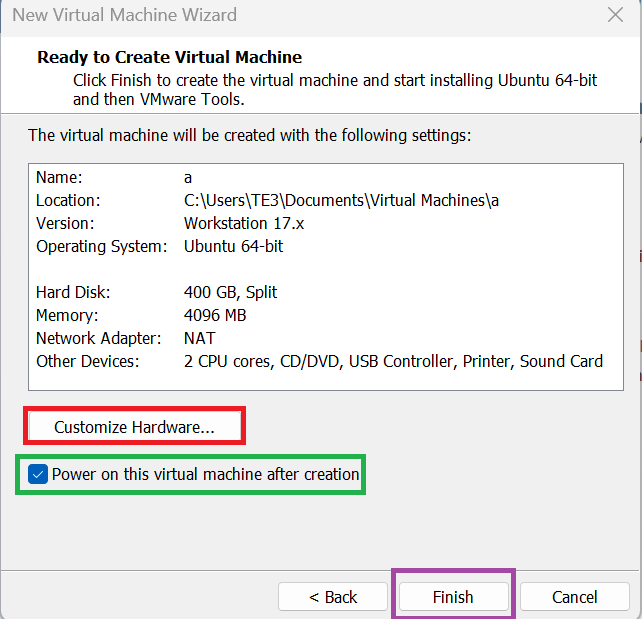 New Virtual Machine Wizard
Ready to Create Virtual Machine
Click Finish to create the virtual machine and start installing Ubuntu 64-bit
and then VMware Tools.
The virtual machine will be created with the following settings:
Name: a
Location: C:\Users\TE3\Documents\Virtual Machines\a
Version: Workstation 17.x
Operating System: Ubuntu 64-bit
Hard Disk: 400 GB, Split
Memory: 4096 MB
Network Adapter: NAT
Other Devices: 2 CPU cores, CD/DVD, USB Controller, Printer, Sound Card
Customize Hardware...
Power on this virtual machine after creation
< Back Finish Cancel